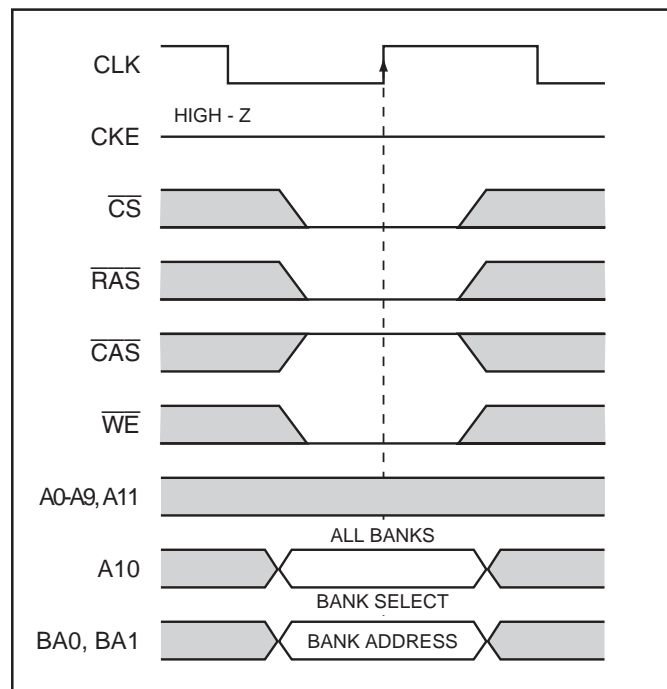 CLK
HIGH - Z
CKE
CS
RAS
CAS
WE
A0-A9, A11
ALL BANKS
A10
BANK SELECT
BA0, BA1
BANK ADDRESS